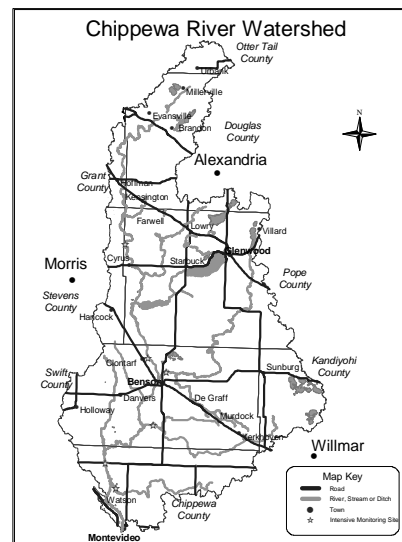 Chippewa River Watershed
Otter Tail
County
Urbank
Millerville
Evansville
Brandon
Douglas
County
Alexandria
N
Grant
County
Hoffman
Kensington
Farwell
Lowry
Villard
Glenwood
Cyrus
Starbuck
Morris
Pope
County
Stevens
County
Hancock
Clontarf
Swift
County
Benson
Sunburg
Kandiyohi
County
Danvers
De Graff
Holloway
Murdock
Kerkhoven
Willmar
Watson
Chippewa
County
Montevideo
Map Key
Road
River, Stream or Ditch
Town
Intensive Monitoring Site